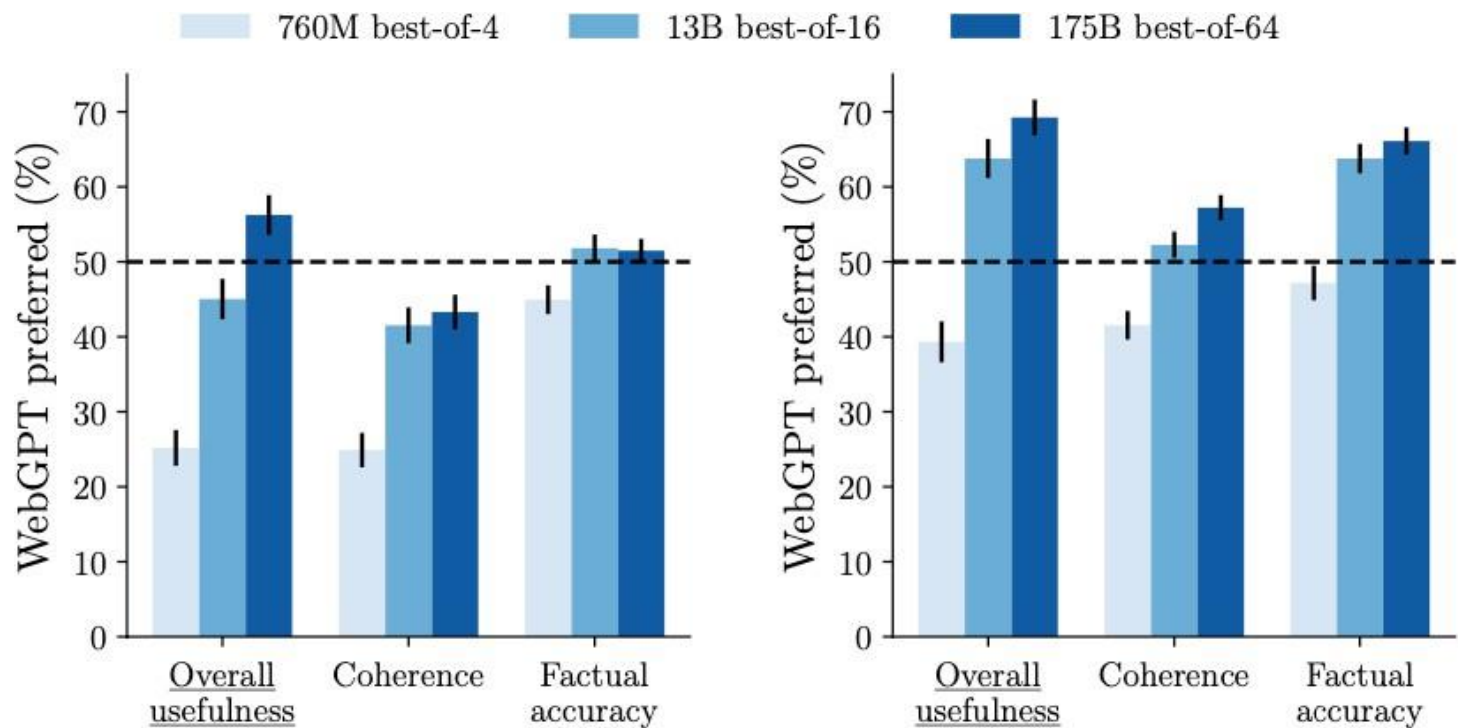 760M best-of-4 13B best-of-16 175B best-of-64
WebGPT preferred (%)
70
60
50
40
30
20
10
0
Overall
usefulness
Coherence
Factual
accuracy
WebGPT preferred (%)
70
60
50
40
30
20
10
0
Overall
usefulness
Coherence
Factual
accuracy